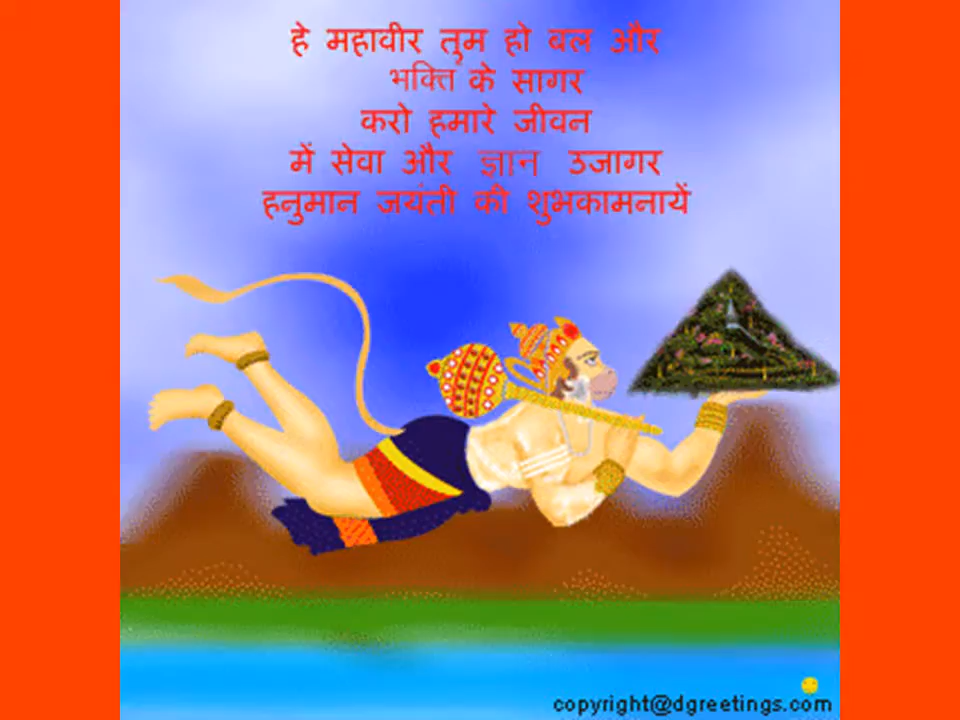 हे महावीर तुम हो बल और
भक्ति के सागर
करो हमारे जीवन
में सेवा और ज्ञान उजागर
हनुमान जयंती की शुभकामनायें
copyright@dgreetings.com